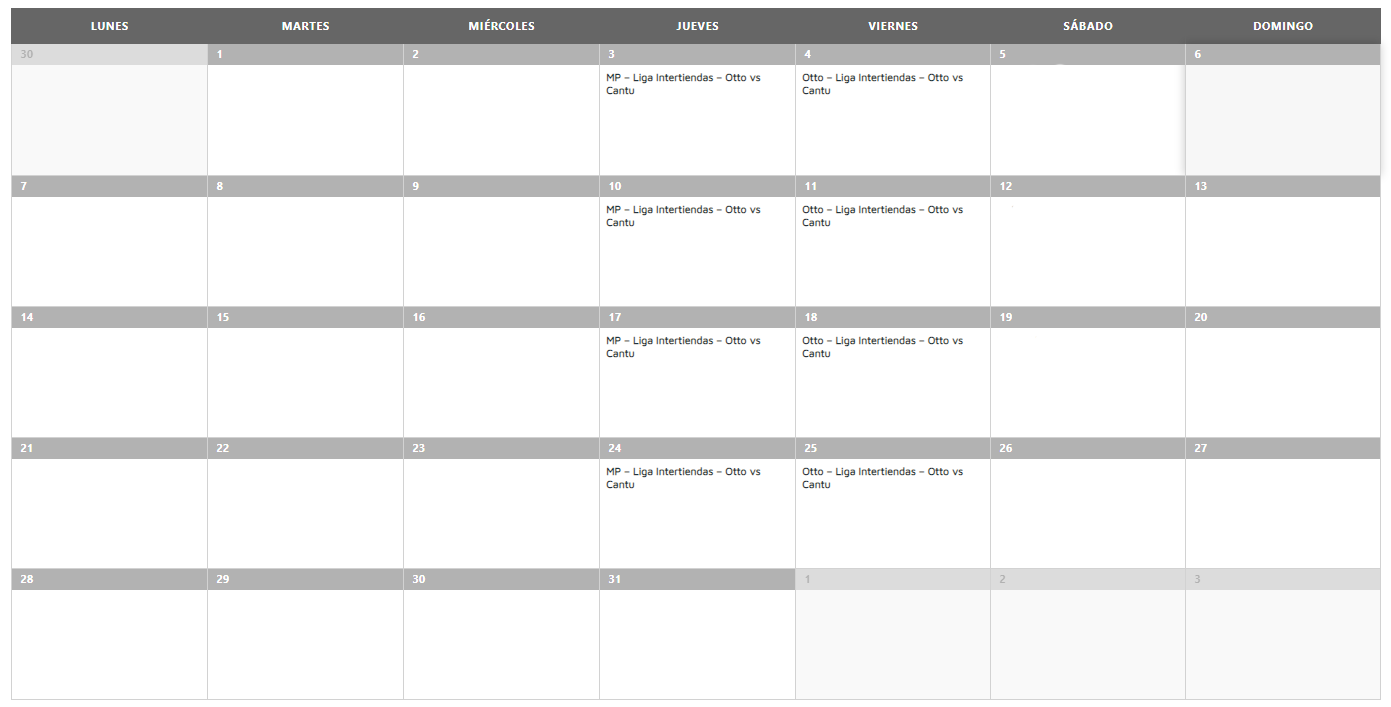 LUNES MARTES MIÉRCOLES JUEVES VIERNES SÁBADO DOMINGO
30 1 2 3 4 5 6
MP – Liga Intertiendas – Otto vs
Cantu
Otto – Liga Intertiendas – Otto vs
Cantu
7 8 9 10 11 12 13
MP – Liga Intertiendas – Otto vs
Cantu
Otto – Liga Intertiendas – Otto vs
Cantu
14 15 16 17 18 19 20
MP – Liga Intertiendas – Otto vs
Cantu
Otto – Liga Intertiendas – Otto vs
Cantu
21 22 23 24 25 26 27
MP – Liga Intertiendas – Otto vs
Cantu
Otto – Liga Intertiendas – Otto vs
Cantu
28 29 30 31 1 2 3